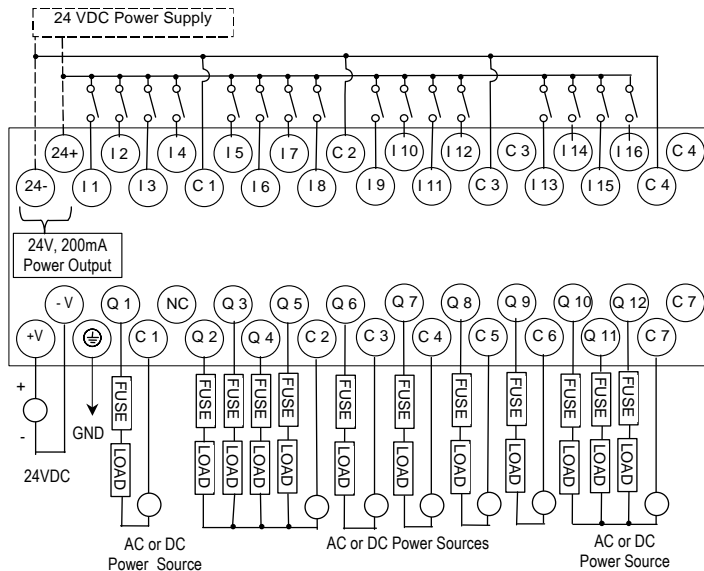 24 VDC Power Supply
24+ I 2 I 4 I 5 I 7 C 2 I 10 I 12 C 3 I 14 I 16 C 4
24- I 1 I 3 C 1 I 6 I 8 I 9 I 11 C 3 I 13 I 15 C 4
24V, 200mA
Power Output
- V Q 1 NC Q 3 Q 5 Q 6 Q 7 Q 8 Q 9 Q 10 Q 12 C 7
+V C 1 Q 2 Q 4 C 2 C 3 C 4 C 5 C 6 Q 11 C 7
+
-
24VDC
GND
FUSE FUSE FUSE FUSE FUSE FUSE FUSE FUSE FUSE FUSE FUSE FUSE
LOAD LOAD LOAD LOAD LOAD LOAD LOAD LOAD LOAD LOAD LOAD LOAD
AC or DC
Power Source
AC or DC Power Sources
AC or DC
Power Source